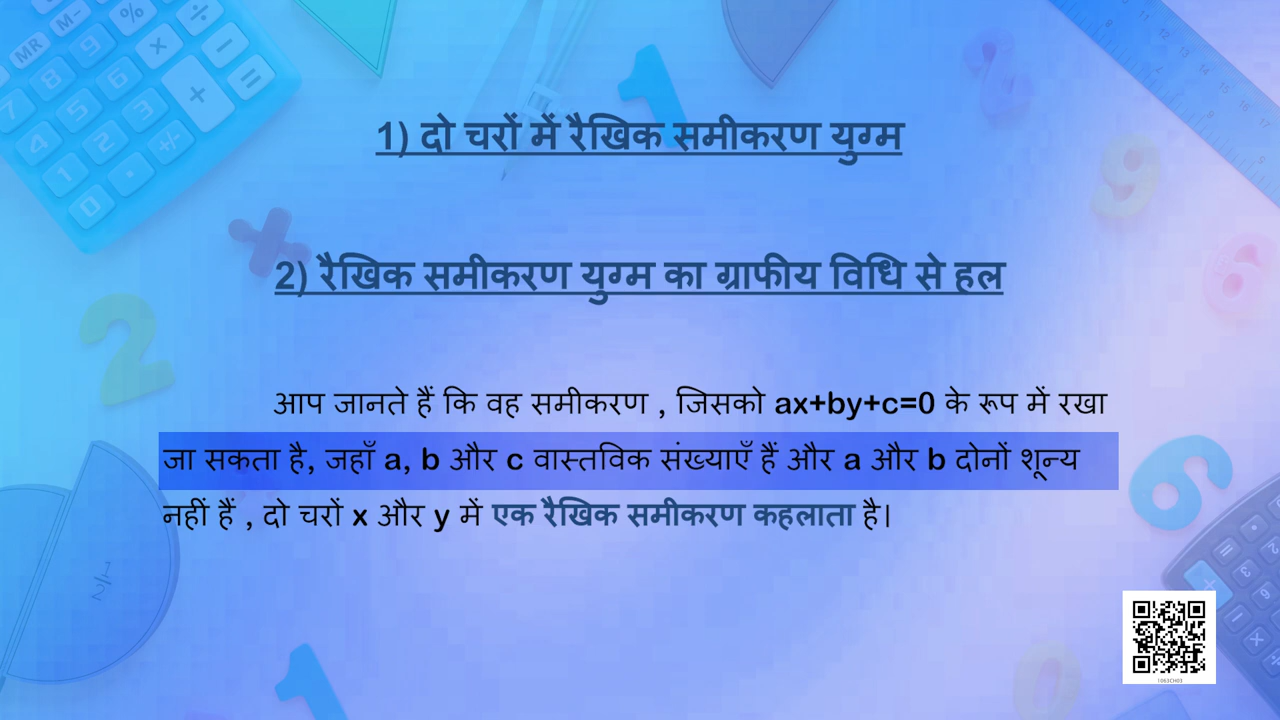 1) दो चरों में रैखिक समीकरण युग्म
2) रैखिक समीकरण युग्म का ग्राफीय विधि से हल
आप जानते हैं कि वह समीकरण , जिसको ax+by+c=0 के रूप में रखा
जा सकता है, जहाँ a, b और c वास्तविक संख्याएँ हैं और a और b दोनों शून्य
नहीं हैं , दो चरों x और y में एक रैखिक समीकरण कहलाता है।
1063CH03